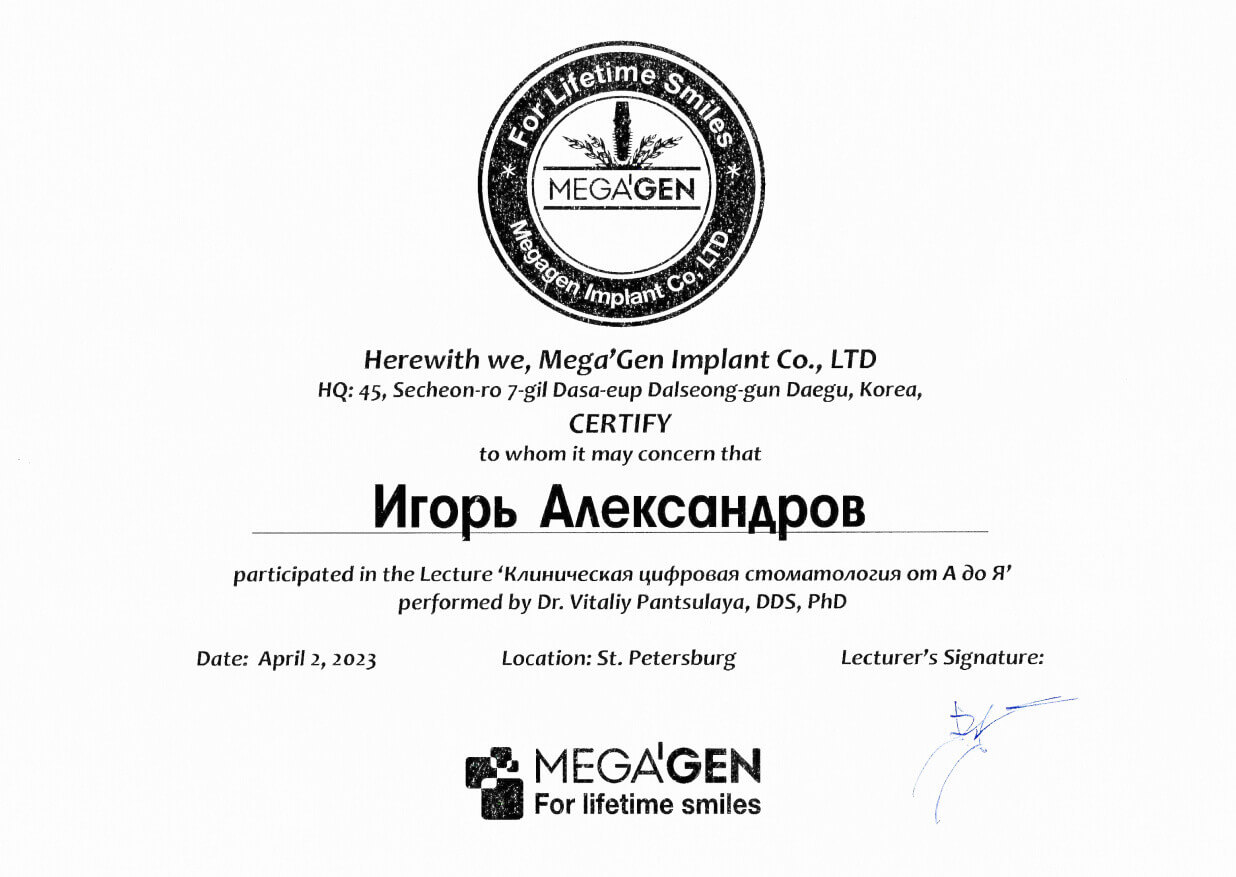 For Lifetime Smiles
MEGA'GEN
Megagen Implant Co, LTD.
Herewith we, Mega’Gen Implant Co., LTD
HQ: 45, Secheon-ro 7-gil Dasa-eup Dalseong-gun Daegu, Korea,
CERTIFY
to whom it may concern that
Игорь Александров
participated in the Lecture ‘Клиническая цифровая стоматология от А до Я’
performed by Dr. Vitaliy Pantsulaya, DDS, PhD
Date: April 2, 2023 Location: St. Petersburg Lecturer’s Signature:
MEGA'GEN
For lifetime smiles